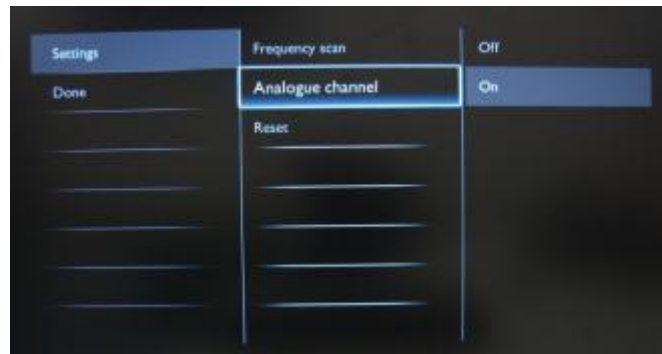 Settings
Done
Frequency scan
Analogue channel
Reset
Off
On